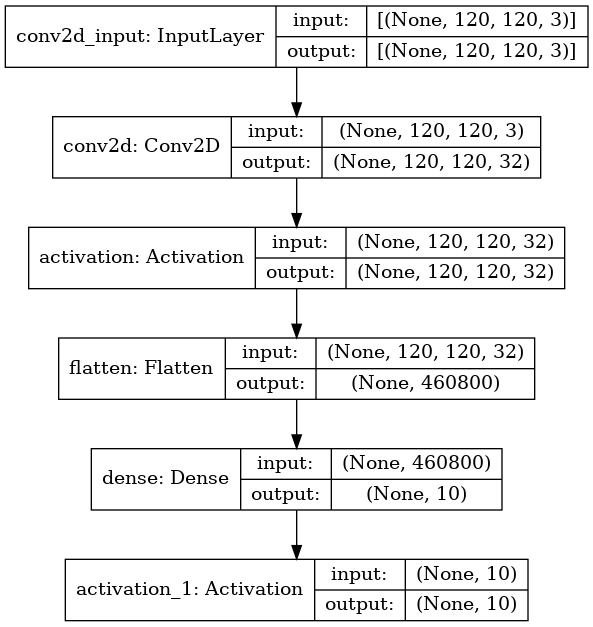 conv2d_input: InputLayer
input: [(None, 120, 120, 3)]
output: [(None, 120, 120, 3)]
conv2d: Conv2D
input: (None, 120, 120, 3)
output: (None, 120, 120, 32)
activation: Activation
input: (None, 120, 120, 32)
output: (None, 120, 120, 32)
flatten: Flatten
input: (None, 120, 120, 32)
output: (None, 460800)
dense: Dense
input: (None, 460800)
output: (None, 10)
activation_1: Activation
input: (None, 10)
output: (None, 10)